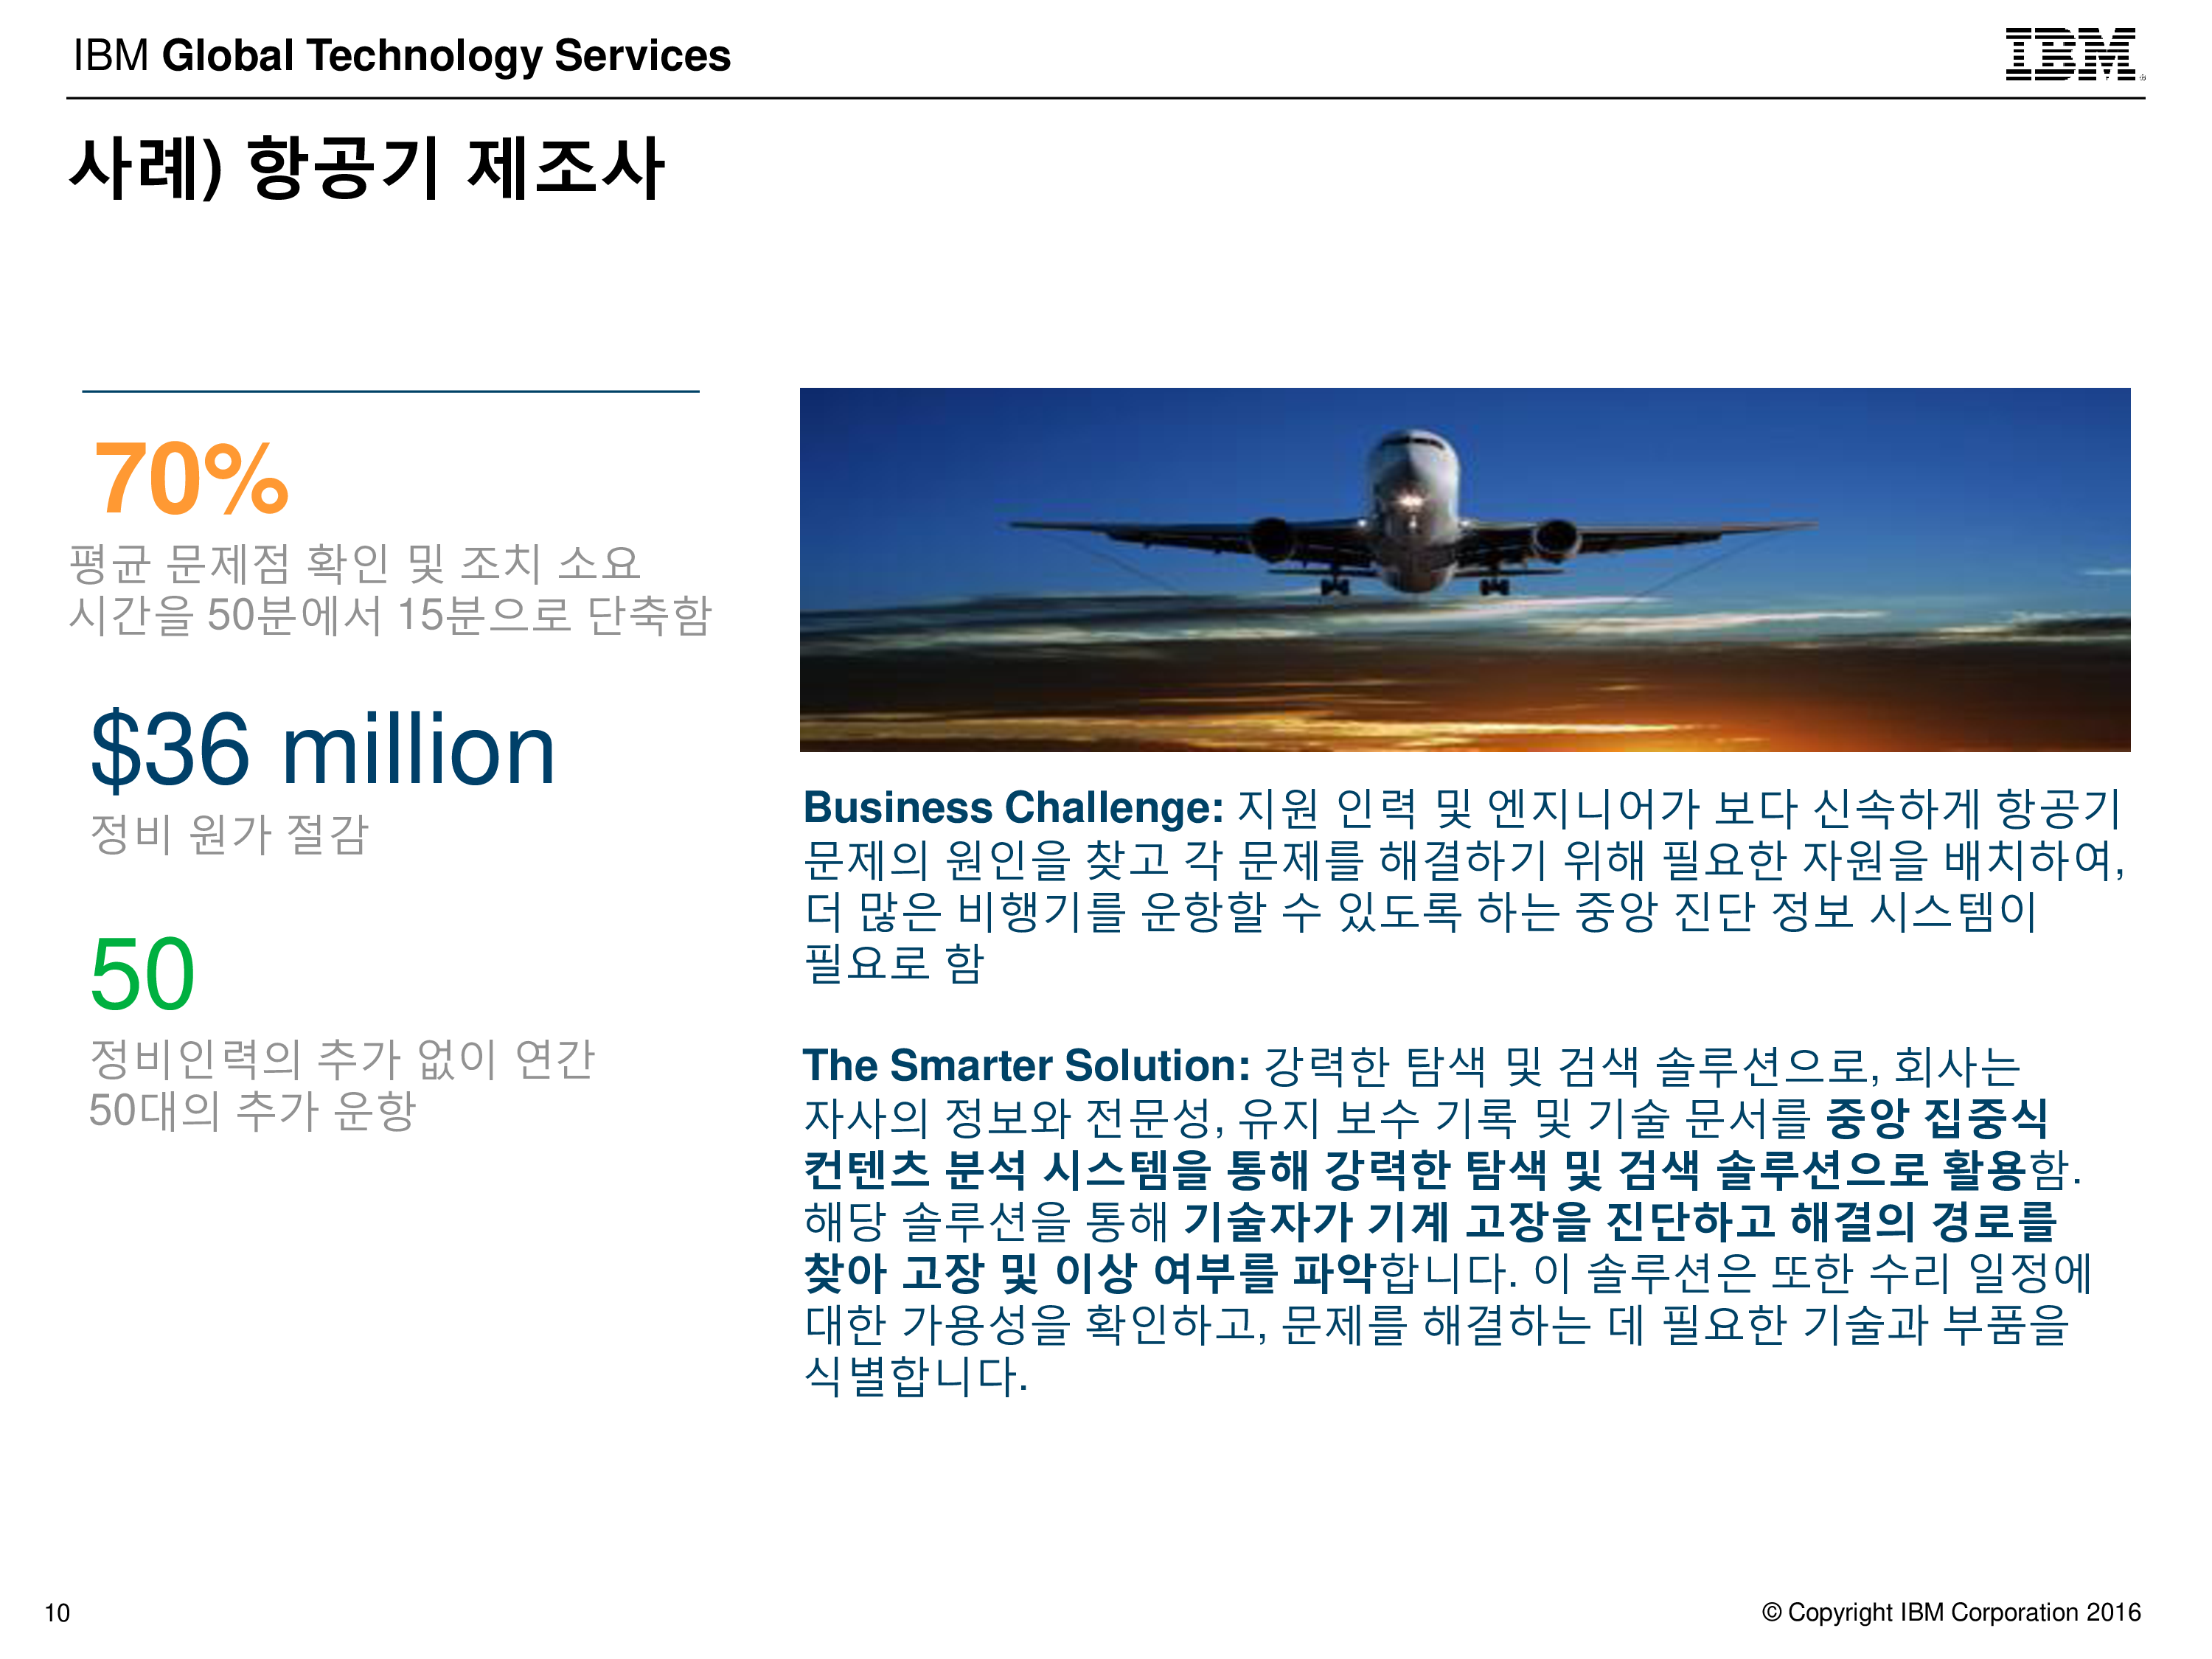 IBM Global Technology Services
IBM
사례) 항공기 제조사
70%
평균 문제점 확인 및 조치 소요
시간을 50분에서 15분으로 단축함
$36 million
정비 원가 절감
50
정비인력의 추가 없이 연간
50대의 추가 운항
Business Challenge: 지원 인력 및 엔지니어가 보다 신속하게 항공기
문제의 원인을 찾고 각 문제를 해결하기 위해 필요한 자원을 배치하여,
더 많은 비행기를 운항할 수 있도록 하는 중앙 진단 정보 시스템이
필요로 함
The Smarter Solution: 강력한 탐색 및 검색 솔루션으로, 회사는
자사의 정보와 전문성, 유지 보수 기록 및 기술 문서를 중앙 집중식
컨텐츠 분석 시스템을 통해 강력한 탐색 및 검색 솔루션으로 활용함.
해당 솔루션을 통해 기술자가 기계 고장을 진단하고 해결의 경로를
찾아 고장 및 이상 여부를 파악합니다. 이 솔루션은 또한 수리 일정에
대한 가용성을 확인하고, 문제를 해결하는 데 필요한 기술과 부품을
식별합니다.
10
© Copyright IBM Corporation 2016